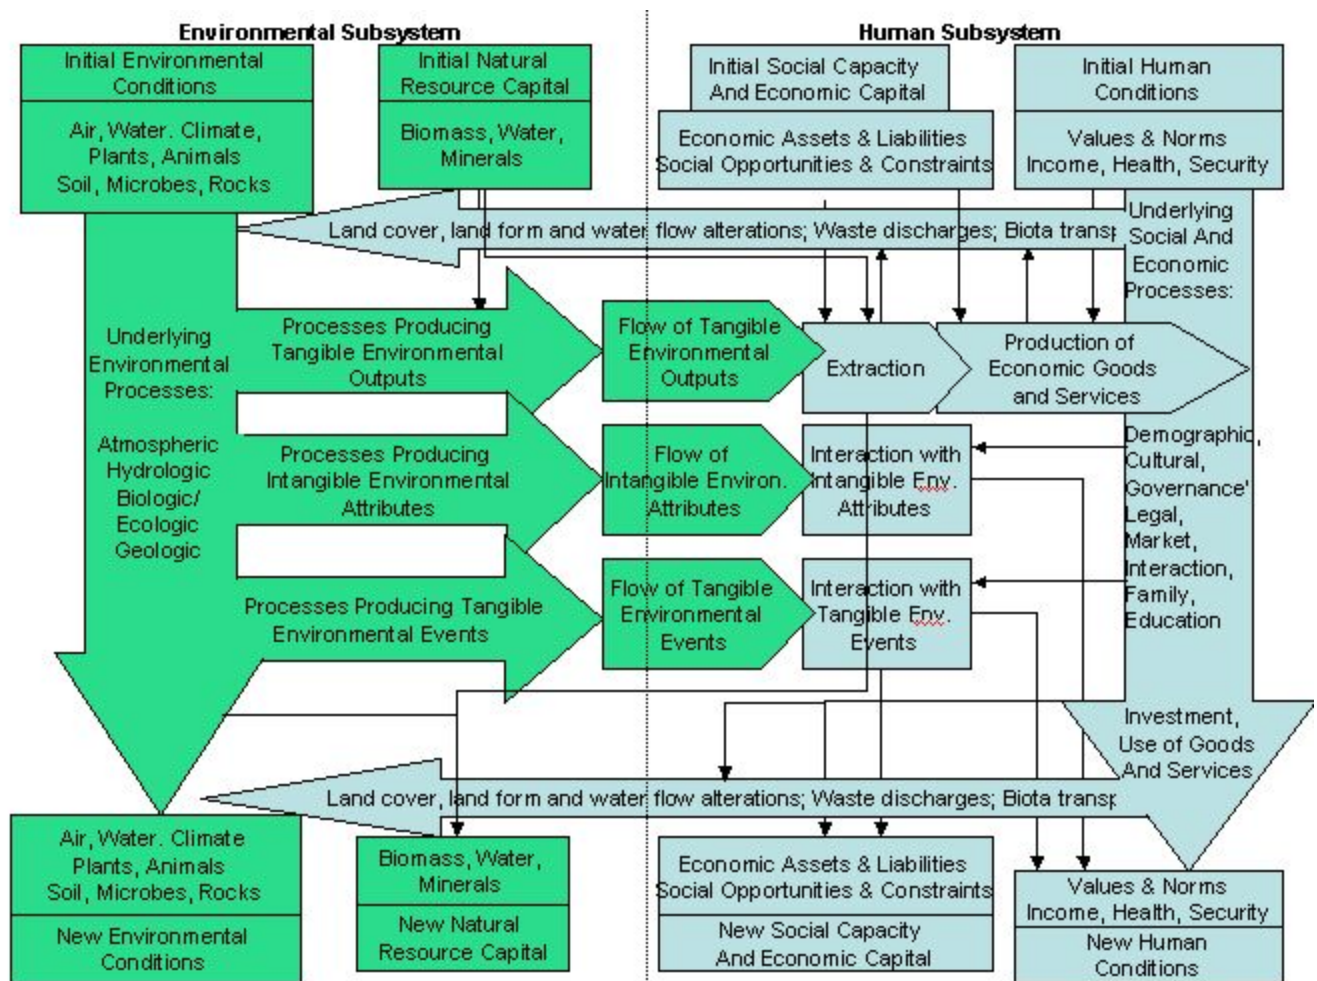 Environmental Subsystem
Human Subsystem
Initial Environmental
Conditions
Air, Water. Climate,
Plants, Animals
Soil, Microbes, Rocks
Initial Natural
Resource Capital
Biomass, Water,
Minerals
Initial Social Capacity
And Economic Capital
Economic Assets & Liabilities
Social Opportunities & Constraints
Initial Human
Conditions
Values & Norms
Income, Health, Security
Land cover, land form and water flow alterations; Waste discharges; Biota transp
Underlying
Social And
Economic
Processes:
Underlying
Environmental
Processes:
Atmospheric
Hydrologic
Biologic/
Ecologic
Geologic
Processes Producing
Tangible Environmental
Outputs
Flow of Tangible
Environmental
Outputs
Extraction
Production of
Economic Goods
and Services
Processes Producing
Intangible Environmental
Attributes
Flow of
Intangible Environ.
Attributes
Interaction with
Intangible Env.
Attributes
Demographic,
Cultural,
Governance'
Legal,
Market,
Interaction,
Family,
Education
Processes Producing Tangible
Environmental Events
Flow of Tangible
Environmental
Events
Interaction with
Tangible Env.
Events
Investment,
Use of Goods
And Services
Land cover, land form and water flow alterations; Waste discharges; Biota transp
Air, Water. Climate
Plants, Animals
Soil, Microbes, Rocks
New Environmental
Conditions
Biomass, Water,
Minerals
New Natural
Resource Capital
Economic Assets & Liabilities
Social Opportunities & Constraints
New Social Capacity
And Economic Capital
Values & Norms
Income, Health, Security
New Human
Conditions